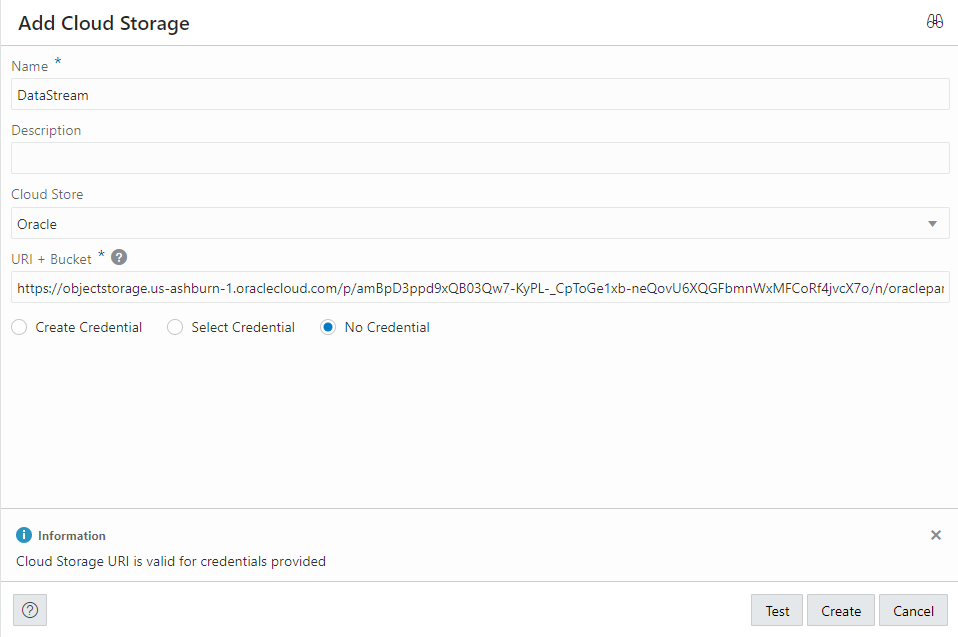 Add Cloud Storage
Name *
DataStream
Description
Cloud Store
Oracle
URI + Bucket * ?
https://objectstorage.us-ashburn-1.oraclecloud.com/p/amBpD3ppd9xQB03Qw7-KyPL-_CpToGe1xb-neQovU6XQGFbmnWxMFCoRf4jvcX7o/n/oraclepar
Create Credential Select Credential No Credential
Information
Cloud Storage URI is valid for credentials provided
? Test Create Cancel